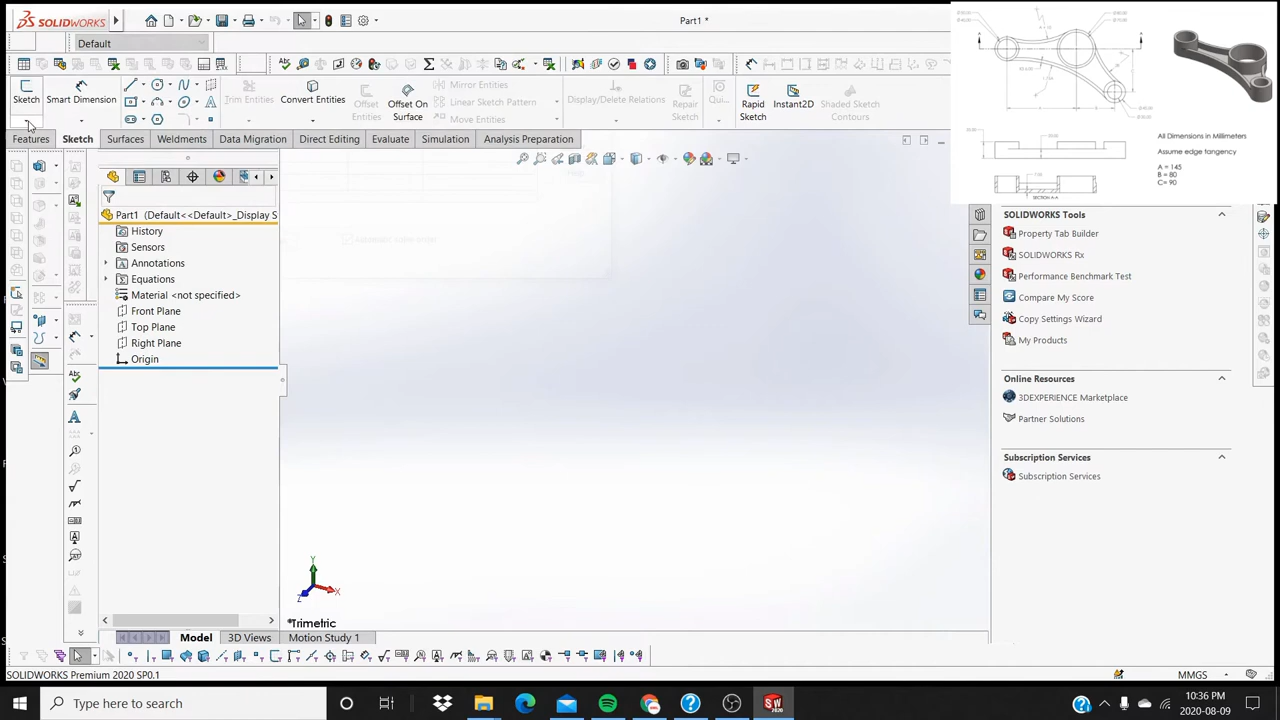 SOLIDWORKS
Part1 *
Default
Sketch
Smart Dimension
Trim Entities
Convert Entities
Offset
Offset On
Mirror Entities
Linear Sketch Pattern
Move Entities
Display/Delete Relations
Repair
Sketch
Qui...
Rapid
Sketch
Instant2D
Shaded Sketch
Contours
Features
Sketch
Surfaces
Weldments
Data Migration
Direct Editing
Evaluate
Simulation
Analysis Preparation
Part1 (Default<<Default>_Display S
History
Sensors
Annotations
Equations
Material <not specified>
Front Plane
Top Plane
Right Plane
Origin
A
A
SECTION A-A
All Dimensions in Millimeters
Assume edge tangency
A = 145
B = 80
C= 90
SOLIDWORKS Tools
Property Tab Builder
SOLIDWORKS Rx
Performance Benchmark Test
Compare My Score
Copy Settings Wizard
My Products
Online Resources
3DEXPERIENCE Marketplace
Partner Solutions
Subscription Services
Subscription Services
Abc
Y
X
Z
*Trimetric
Model
3D Views
Motion Study 1
SOLIDWORKS Premium 2020 SP0.1
MMGS
Type here to search
10:36 PM
2020-08-09